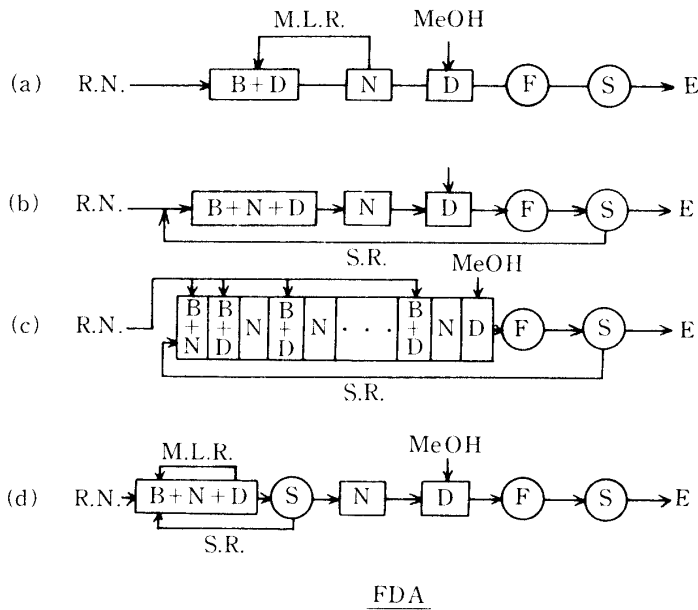 M.L.R. MeOH
(a) R.N. B+D N D F S E
(b) R.N. B+N+D N D F S E
S.R. MeOH
(c) R.N. B+N B+D N B+D N · · · B+D N D F S E
S.R.
M.L.R. MeOH
(d) R.N. B+N+D S N D F S E
S.R.
FDA